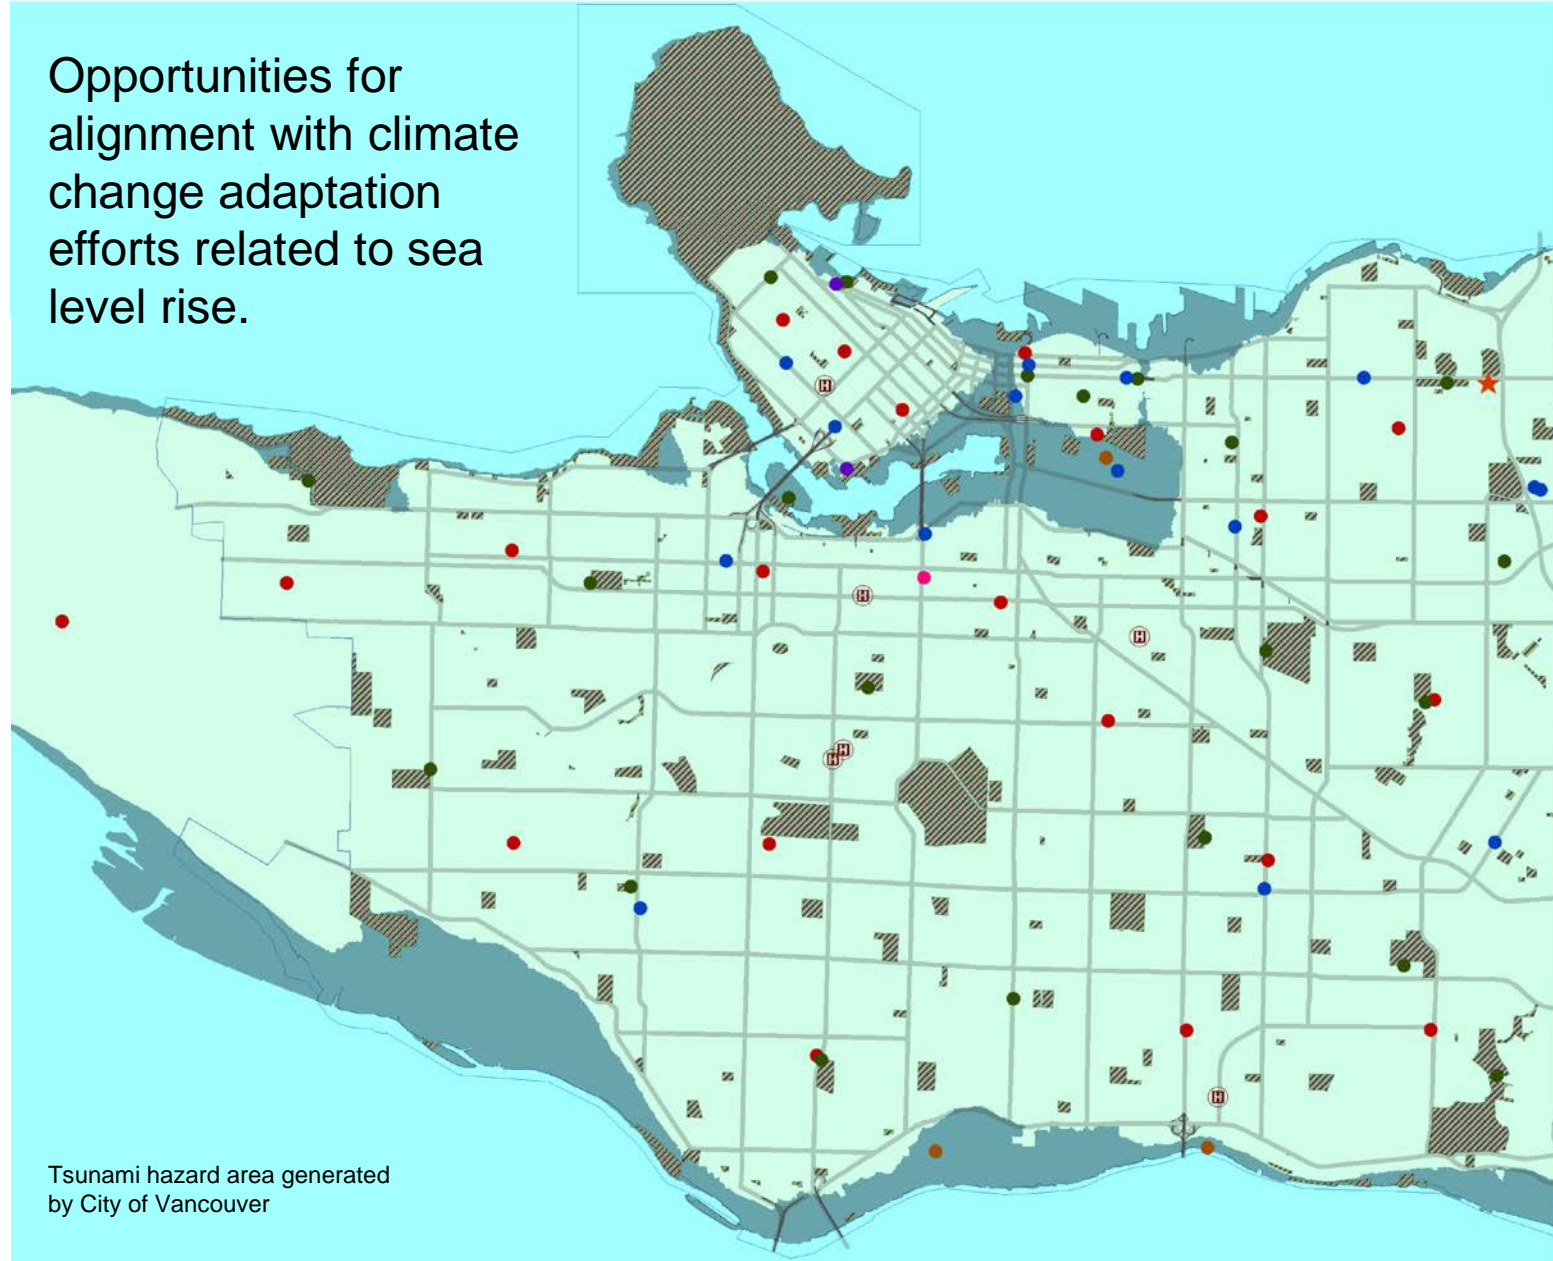 Opportunities for
alignment with climate
change adaptation
efforts related to sea
level rise.
H
H
H
H
H
H
Tsunami hazard area generated
by City of Vancouver